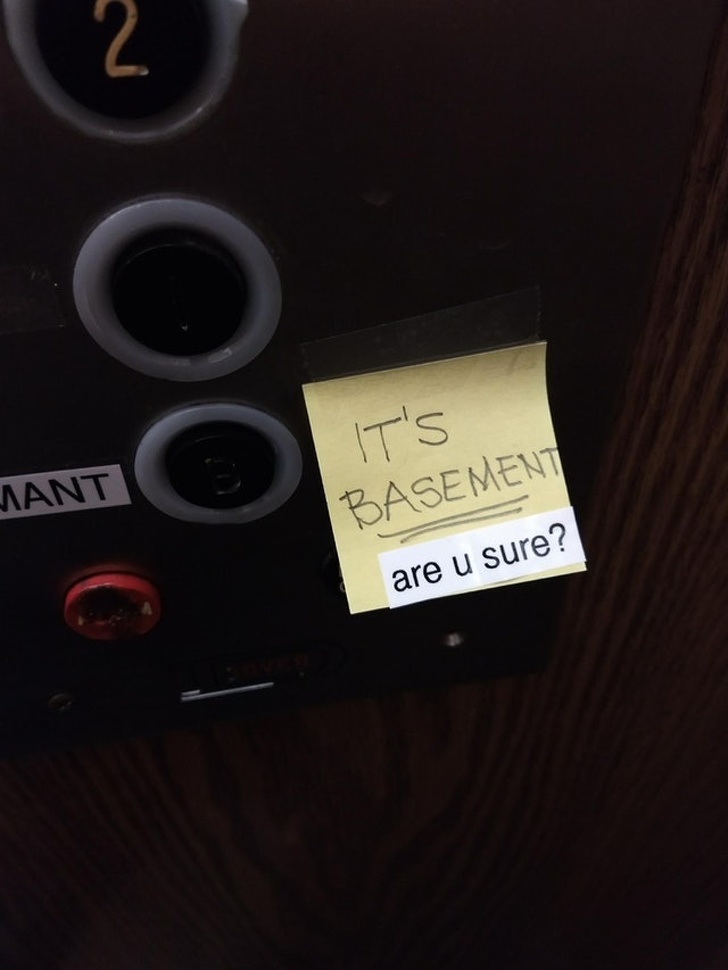 2
B
MANT
IT'S
BASEMENT
are u sure?